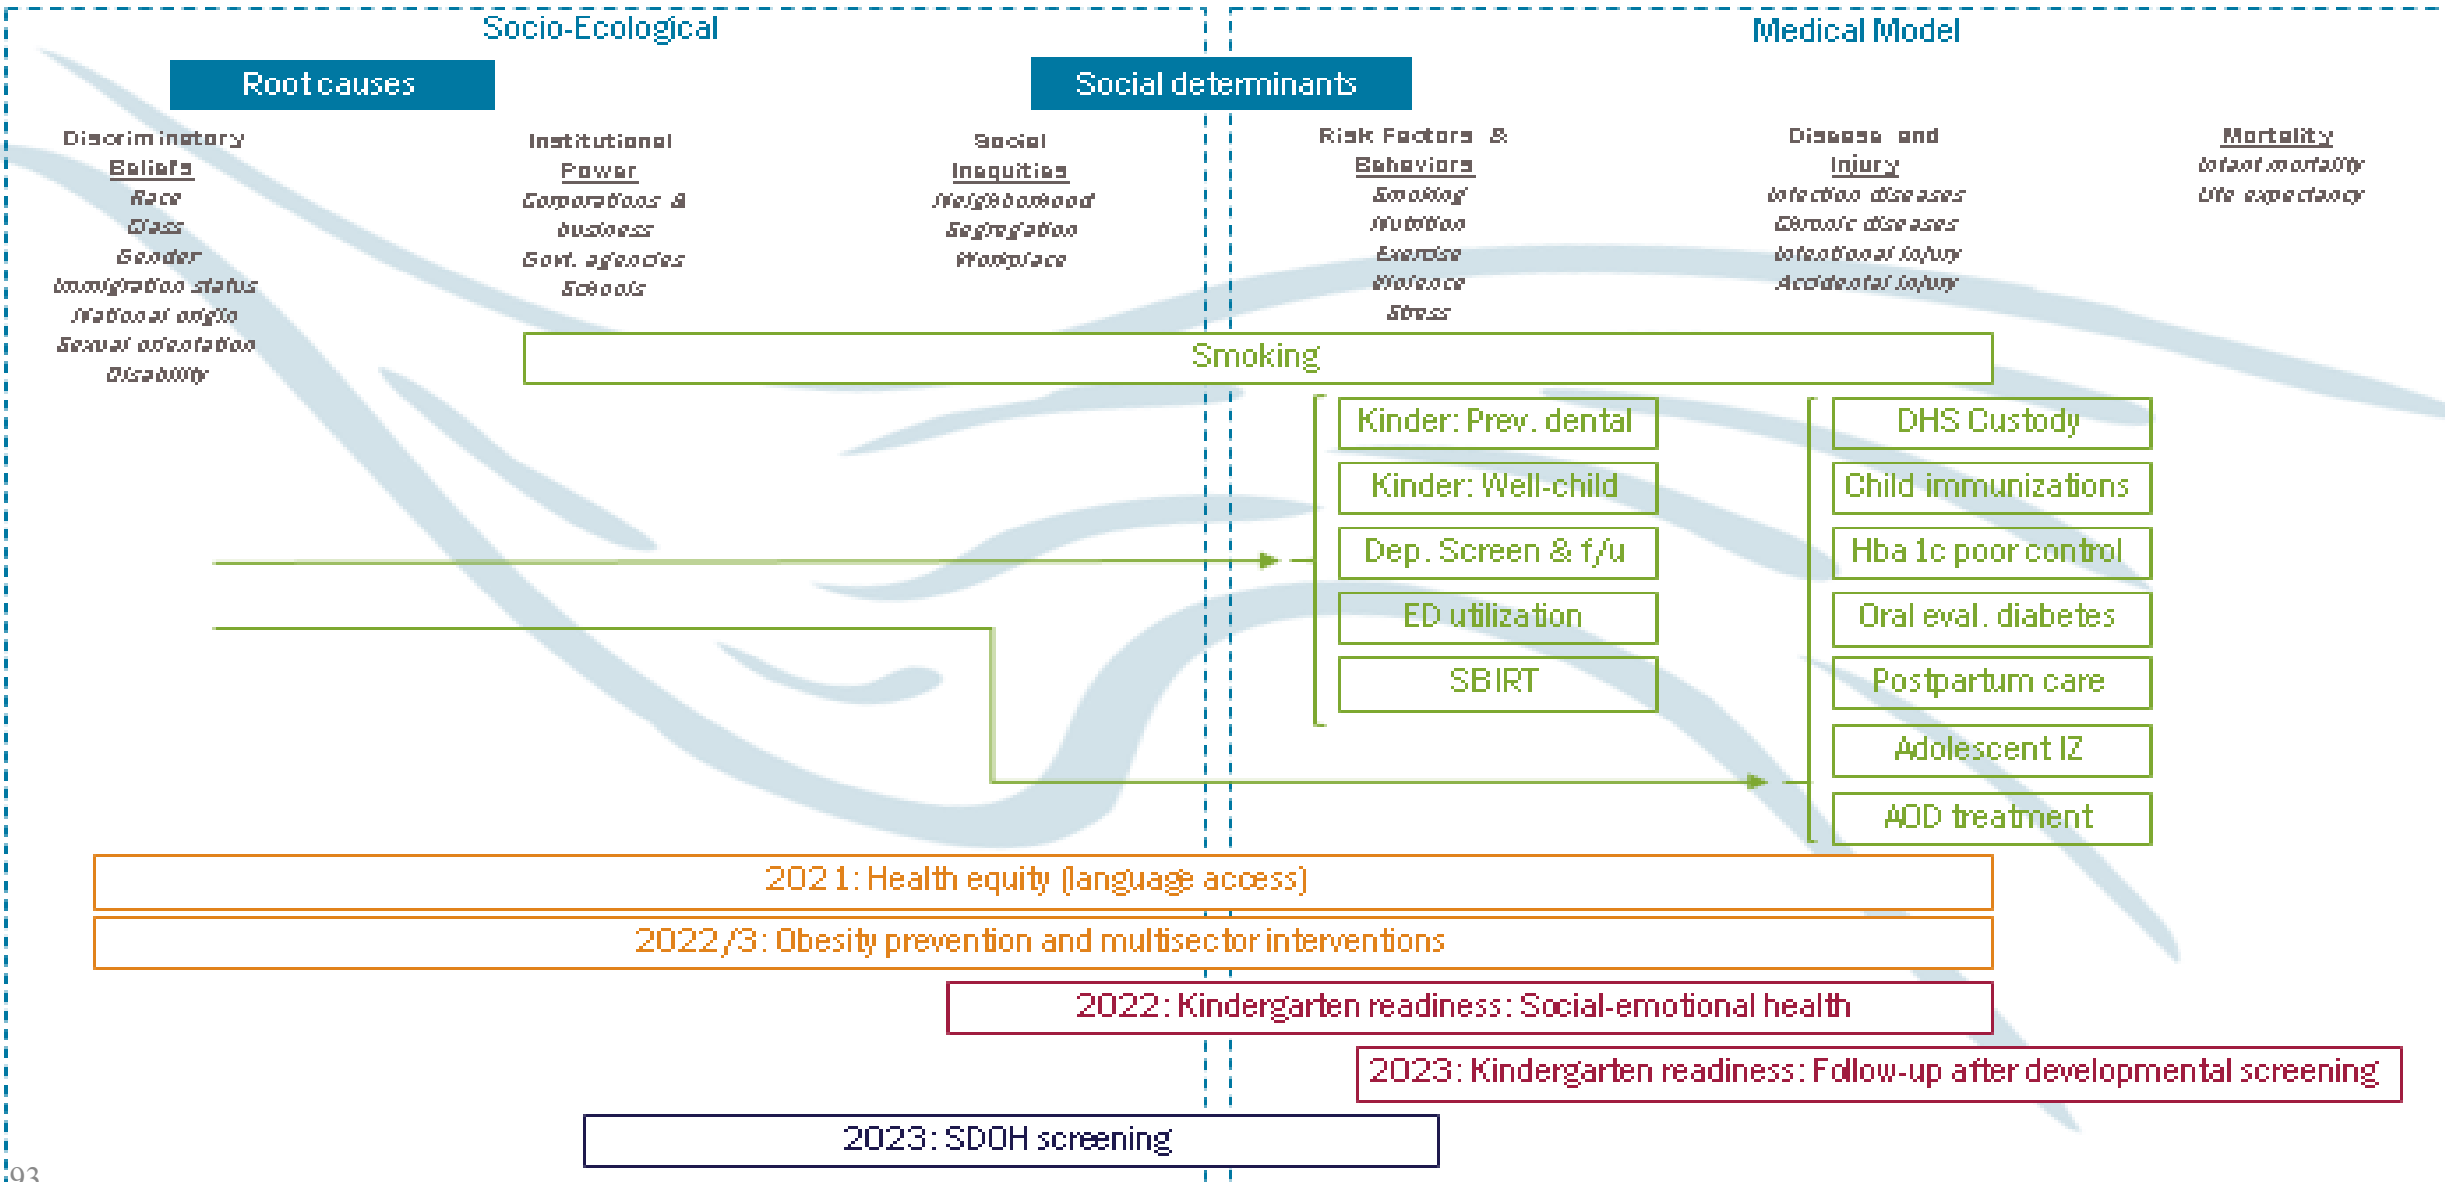 Socio-Ecological
Medical Model
Root causes
Social determinants
Discriminatory
Beliefs
Race
Class
Gender
Immigration status
National origin
Sexual orientation
Disability
Institutional
Power
Corporations &
business
Govt. agencies
Schools
Social
Inequities
Neighborhood
Segregation
Workplace
Risk Factors &
Behaviors
Smoking
Nutrition
Exercise
Violence
Stress
Disease and
Injury
Infection diseases
Chronic diseases
Intentional injury
Accidental injury
Mortality
Infant mortality
Life expectancy
Smoking
Kinder: Prev. dental
Kinder: Well-child
Dep. Screen & f/u
ED utilization
SBIRT
DHS Custody
Child immunizations
Hba 1c poor control
Oral eval. diabetes
Postpartum care
Adolescent IZ
AOD treatment
2021: Health equity (language access)
2022/3: Obesity prevention and multisector interventions
2022: Kindergarten readiness: Social-emotional health
2023: Kindergarten readiness: Follow-up after developmental screening
2023: SDOH screening
93